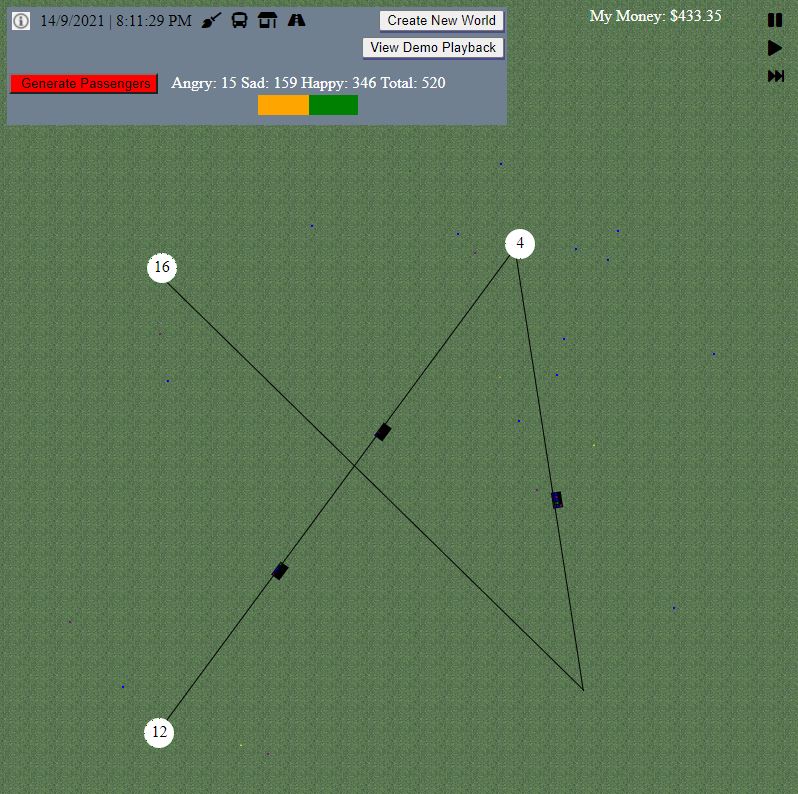 14/9/2021 | 8:11:29 PM
Create New World
My Money: $433.35
View Demo Playback
Generate Passengers
Angry: 15 Sad: 159 Happy: 346 Total: 520
4
16
12